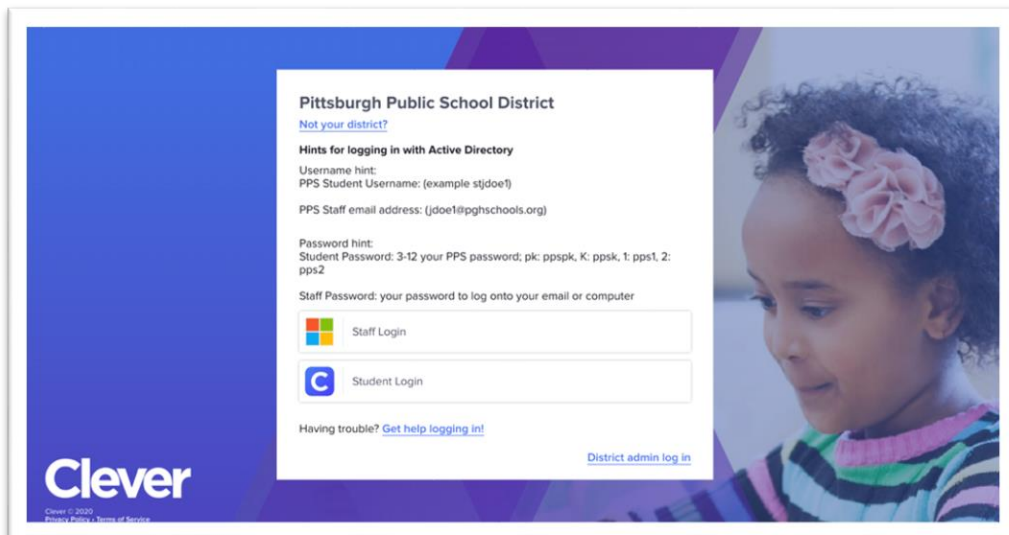 Pittsburgh Public School District
Not your district?
Hints for logging in with Active Directory
Username hint:
PPS Student Username: (example stjdoe1)
PPS Staff email address: (jdoe1@pghschools.org)
Password hint:
Student Password: 3-12 your PPS password; pk: ppspk, K: ppsk, 1: pps1, 2:
pps2
Staff Password: your password to log onto your email or computer
Staff Login
C
Student Login
Having trouble? Get help logging in!
District admin log in
Clever
Clever © 2020
Privacy Policy • Terms of Service